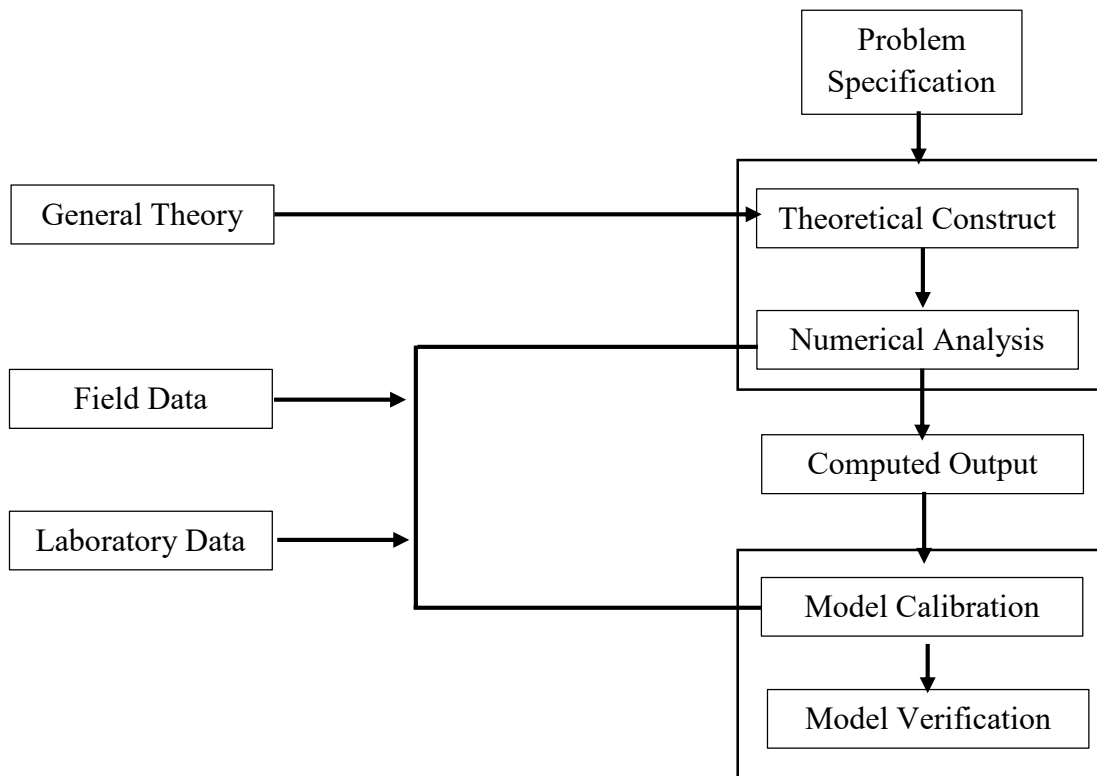 Problem
Specification
General Theory
Theoretical Construct
Numerical Analysis
Field Data
Computed Output
Laboratory Data
Model Calibration
Model Verification